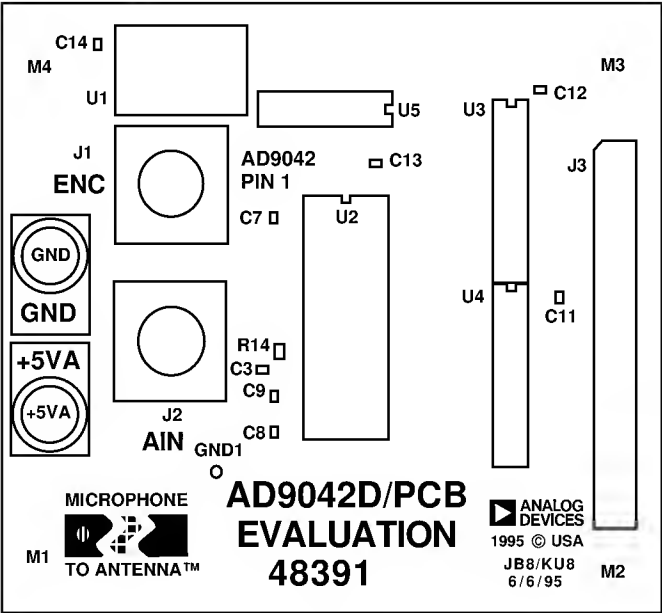 C14
M4
M3
U1
C12
U5
U3
J1
AD9042
PIN 1
C13
J3
ENC
C7
U2
GND
GND
U4
C11
R14
+5VA
C3
C9
+5VA
J2
AIN
C8
GND1
AD9042D/PCB
EVALUATION
48391
MICROPHONE
TO ANTENNA™
M1
ANALOG
DEVICES
1995 © USA
JB8/KU8
6/6/95
M2